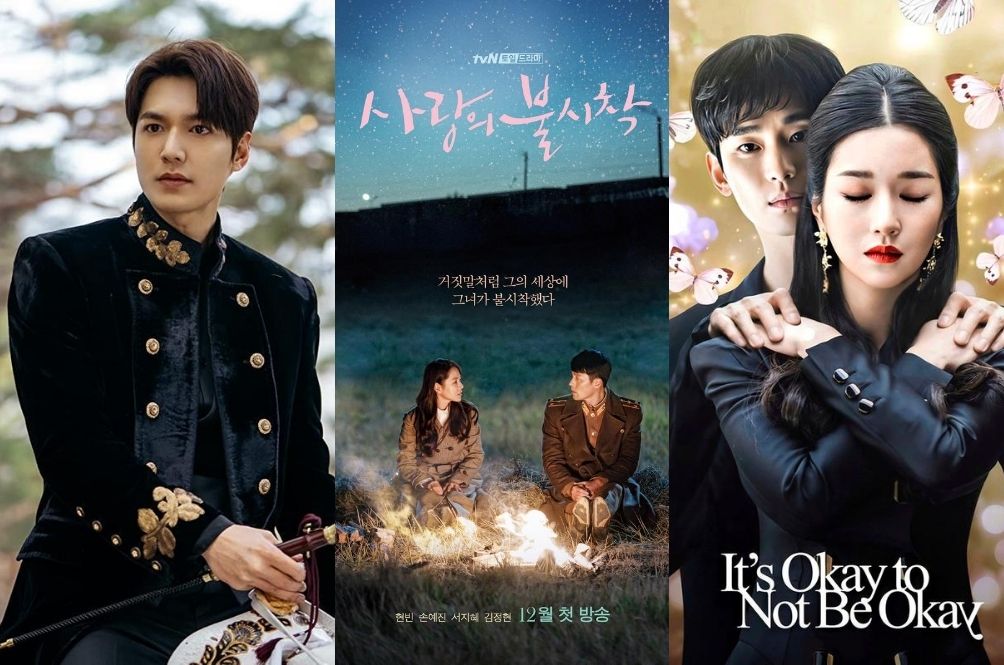 tvN 토일드라마
사랑의 불시착
거짓말처럼 그의 세상에
그녀가 불시착했다
현빈 손예진 서지혜 김정현 12월 첫 방송
It's Okay to
Not Be Okay